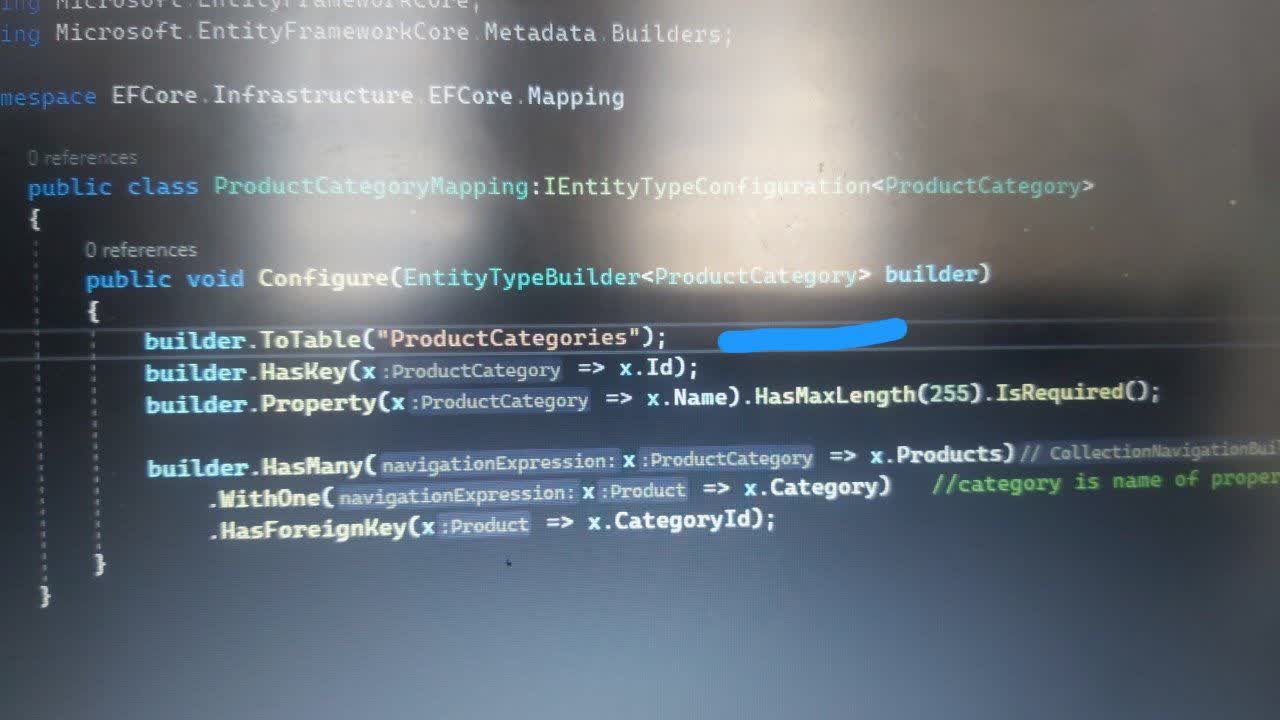 Microsoft.EntityFrameworkCore;
ing Microsoft.EntityFrameworkCore.Metadata.Builders;
mespace EFCore.Infrastructure.EFCore.Mapping
0 references
public class ProductCategoryMapping:IEntityTypeConfiguration<ProductCategory>
{
0 references
public void Configure(EntityTypeBuilder<ProductCategory> builder)
{
builder.ToTable("ProductCategories");
builder.HasKey(x :ProductCategory => x.Id);
builder.Property(x :ProductCategory => x.Name).HasMaxLength(255).IsRequired();
builder.HasMany(navigationExpression: x :ProductCategory => x.Products) // CollectionNavigationBui
.WithOne(navigationExpression: x :Product => x.Category) //category is name of proper
.HasForeignKey(x :Product => x.CategoryId);
}
}